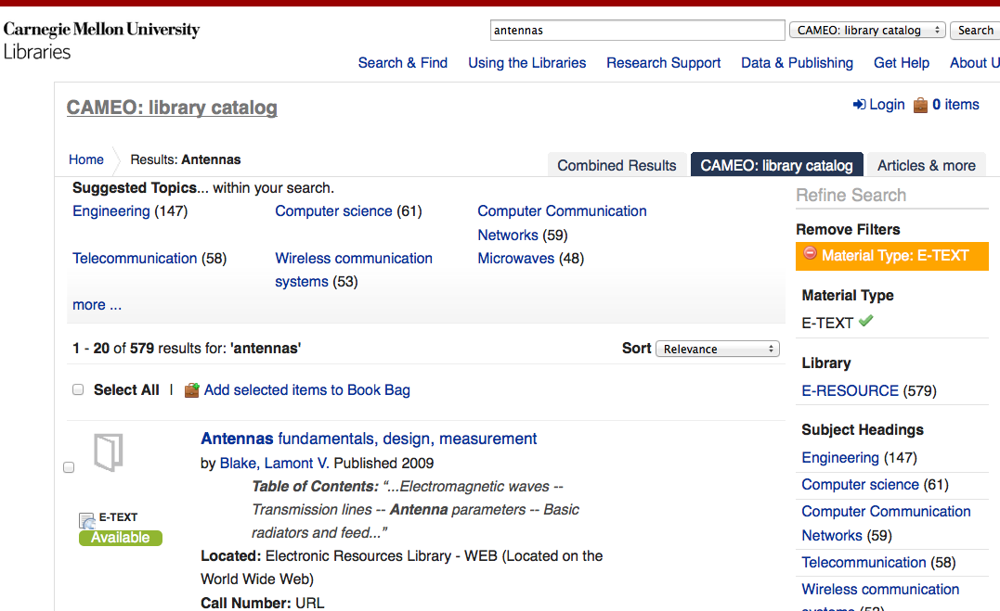 Carnegie Mellon University
Libraries
antennas
CAMEO: library catalog
Search
Search & Find Using the Libraries Research Support Data & Publishing Get Help About U
CAMEO: library catalog
Login 0 items
Home Results: Antennas
Combined Results CAMEO: library catalog Articles & more
Suggested Topics... within your search.
Engineering (147) Computer science (61) Computer Communication
Networks (59)
Telecommunication (58) Wireless communication Microwaves (48)
systems (53)
more ...
1 - 20 of 579 results for: 'antennas' Sort Relevance
Select All | Add selected items to Book Bag
Antennas fundamentals, design, measurement
by Blake, Lamont V. Published 2009
Table of Contents: “...Electromagnetic waves --
Transmission lines -- Antenna parameters -- Basic
radiators and feed...”
E-TEXT
Available
Located: Electronic Resources Library - WEB (Located on the
World Wide Web)
Call Number: URL
Refine Search
Remove Filters
Material Type: E-TEXT
Material Type
E-TEXT
Library
E-RESOURCE (579)
Subject Headings
Engineering (147)
Computer science (61)
Computer Communication
Networks (59)
Telecommunication (58)
Wireless communication
systems (53)